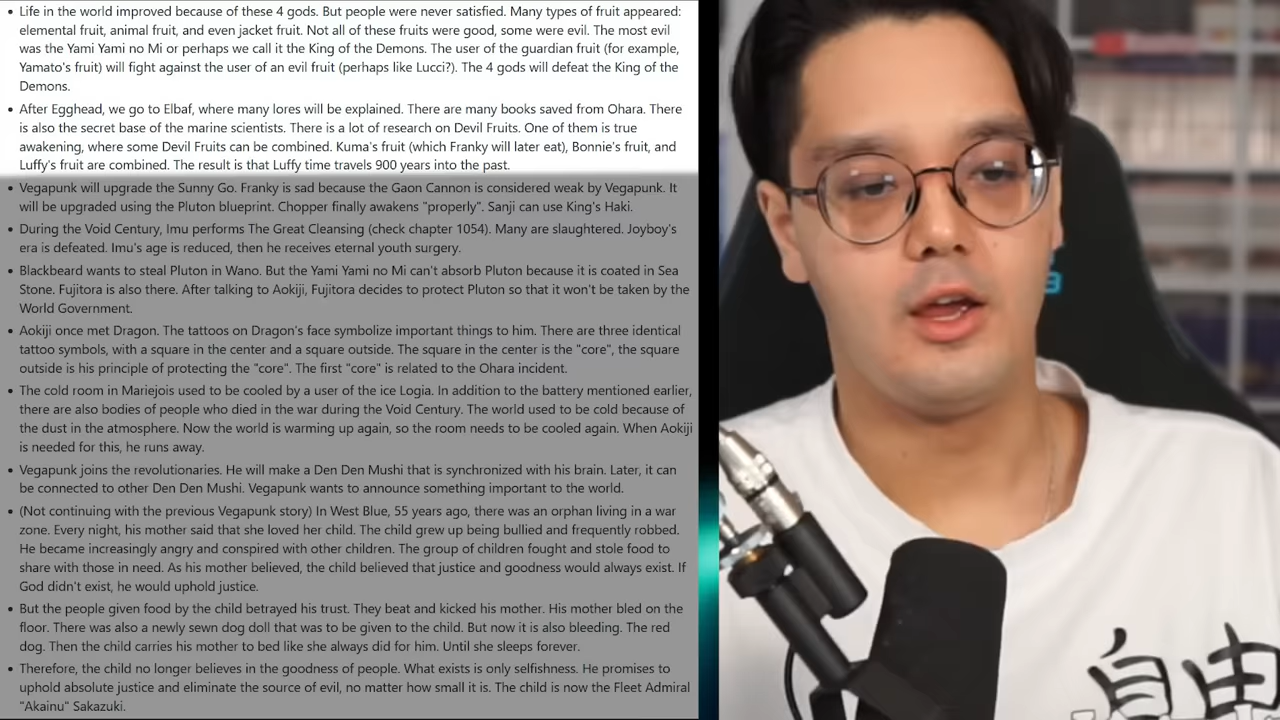 • Life in the world improved because of these 4 gods. But people were never satisfied. Many types of fruit appeared:
elemental fruit, animal fruit, and even jacket fruit. Not all of these fruits were good, some were evil. The most evil
was the Yami Yami no Mi or perhaps we call it the King of the Demons. The user of the guardian fruit (for example,
Yamato's fruit) will fight against the user of an evil fruit (perhaps like Lucci?). The 4 gods will defeat the King of the
Demons.
• After Egghead, we go to Elbaf, where many lores will be explained. There are many books saved from Ohara. There
is also the secret base of the marine scientists. There is a lot of research on Devil Fruits. One of them is true
awakening, where some Devil Fruits can be combined. Kuma's fruit (which Franky will later eat), Bonnie's fruit, and
Luffy's fruit are combined. The result is that Luffy time travels 900 years into the past.
• Vegapunk will upgrade the Sunny Go. Franky is sad because the Gaon Cannon is considered weak by Vegapunk. It
will be upgraded using the Pluton blueprint. Chopper finally awakens "properly". Sanji can use King's Haki.
• During the Void Century, Imu performs The Great Cleansing (check chapter 1054). Many are slaughtered. Joyboy's
era is defeated. Imu's age is reduced, then he receives eternal youth surgery.
• Blackbeard wants to steal Pluton in Wano. But the Yami Yami no Mi can't absorb Pluton because it is coated in Sea
Stone. Fujitora is also there. After talking to Aokiji, Fujitora decides to protect Pluton so that it won't be taken by the
World Government.
• Aokiji once met Dragon. The tattoos on Dragon's face symbolize important things to him. There are three identical
tattoo symbols, with a square in the center and a square outside. The square in the center is the "core", the square
outside is his principle of protecting the "core". The first "core" is related to the Ohara incident.
• The cold room in Mariejois used to be cooled by a user of the ice Logia. In addition to the battery mentioned earlier,
there are also bodies of people who died in the war during the Void Century. The world used to be cold because of
the dust in the atmosphere. Now the world is warming up again, so the room needs to be cooled again. When Aokiji
is needed for this, he runs away.
• Vegapunk joins the revolutionaries. He will make a Den Den Mushi that is synchronized with his brain. Later, it can
be connected to other Den Den Mushi. Vegapunk wants to announce something important to the world.
• (Not continuing with the previous Vegapunk story) In West Blue, 55 years ago, there was an orphan living in a war
zone. Every night, his mother said that she loved her child. The child grew up being bullied and frequently robbed.
He became increasingly angry and conspired with other children. The group of children fought and stole food to
share with those in need. As his mother believed, the child believed that justice and goodness would always exist. If
God didn't exist, he would uphold justice.
• But the people given food by the child betrayed his trust. They beat and kicked his mother. His mother bled on the
floor. There was also a newly sewn dog doll that was to be given to the child. But now it is also bleeding. The red
dog. Then the child carries his mother to bed like she always did for him. Until she sleeps forever.
• Therefore, the child no longer believes in the goodness of people. What exists is only selfishness. He promises to
uphold absolute justice and eliminate the source of evil, no matter how small it is. The child is now the Fleet Admiral
"Akainu" Sakazuki.
自由